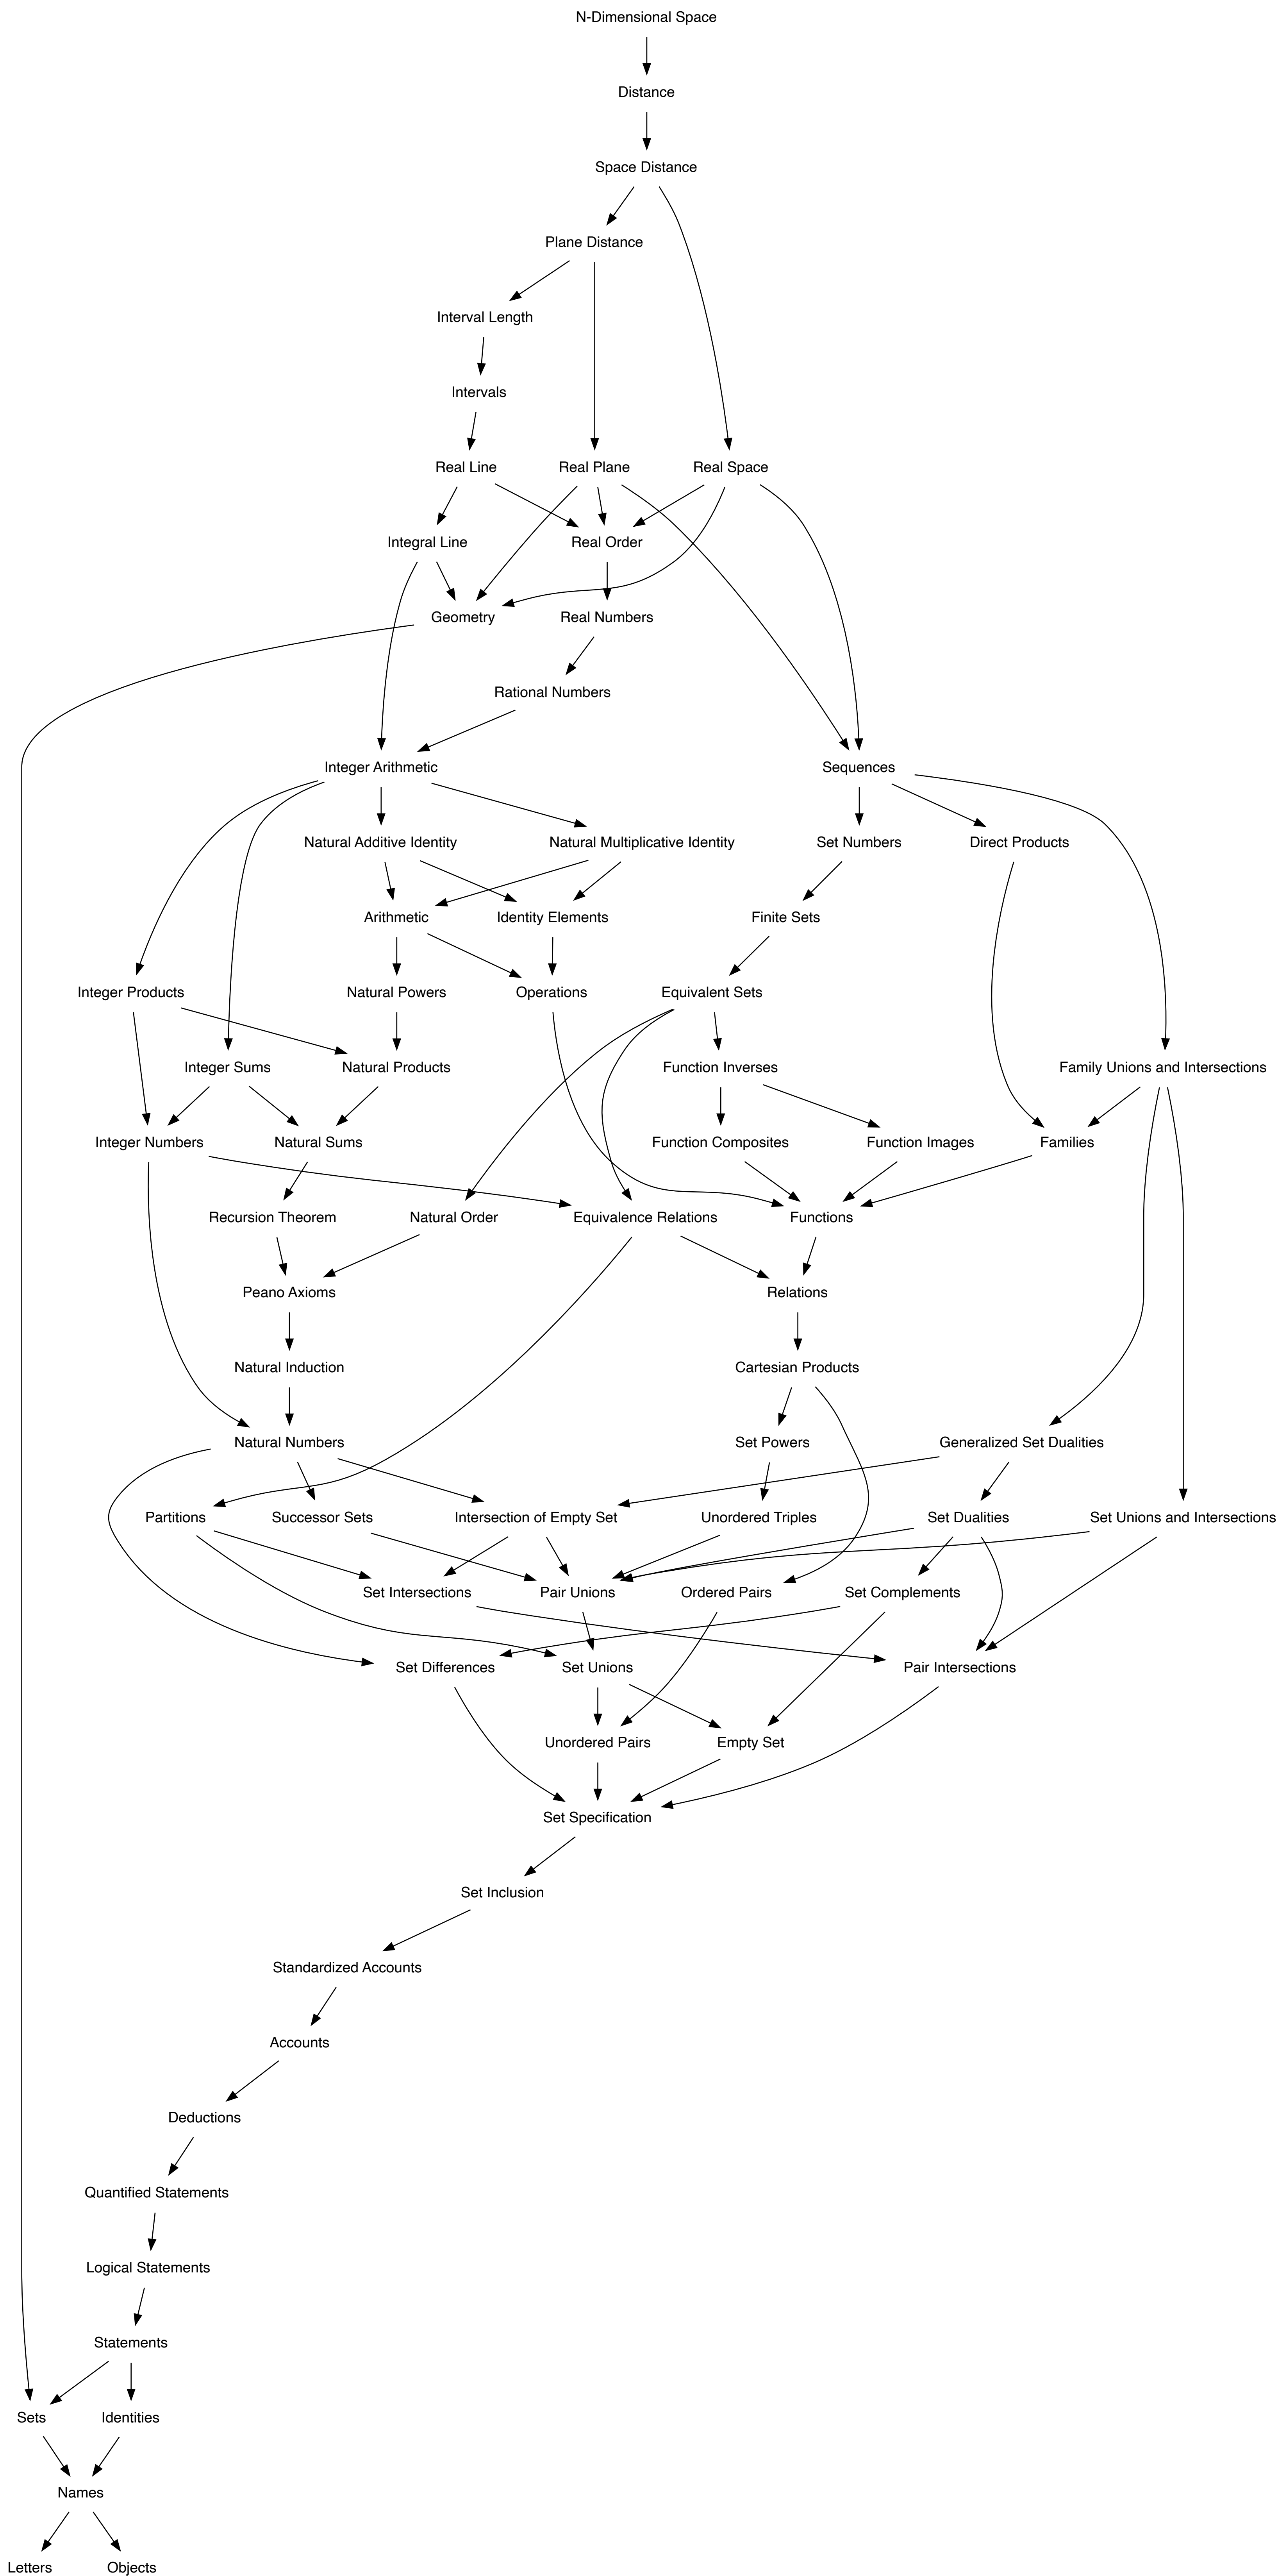 N-Dimensional Space
Distance
Space Distance
Plane Distance
Interval Length
Intervals
Real Line
Real Plane
Real Space
Integral Line
Real Order
Geometry
Real Numbers
Rational Numbers
Integer Arithmetic
Sequences
Natural Additive Identity
Natural Multiplicative Identity
Set Numbers
Direct Products
Arithmetic
Identity Elements
Finite Sets
Integer Products
Natural Powers
Operations
Equivalent Sets
Integer Sums
Natural Products
Function Inverses
Family Unions and Intersections
Integer Numbers
Natural Sums
Function Composites
Function Images
Families
Recursion Theorem
Natural Order
Equivalence Relations
Functions
Peano Axioms
Relations
Natural Induction
Cartesian Products
Natural Numbers
Set Powers
Generalized Set Dualities
Partitions
Successor Sets
Intersection of Empty Set
Unordered Triples
Set Dualities
Set Unions and Intersections
Set Intersections
Pair Unions
Ordered Pairs
Set Complements
Set Differences
Set Unions
Pair Intersections
Unordered Pairs
Empty Set
Set Specification
Set Inclusion
Standardized Accounts
Accounts
Deductions
Quantified Statements
Logical Statements
Statements
Sets
Identities
Names
Letters
Objects